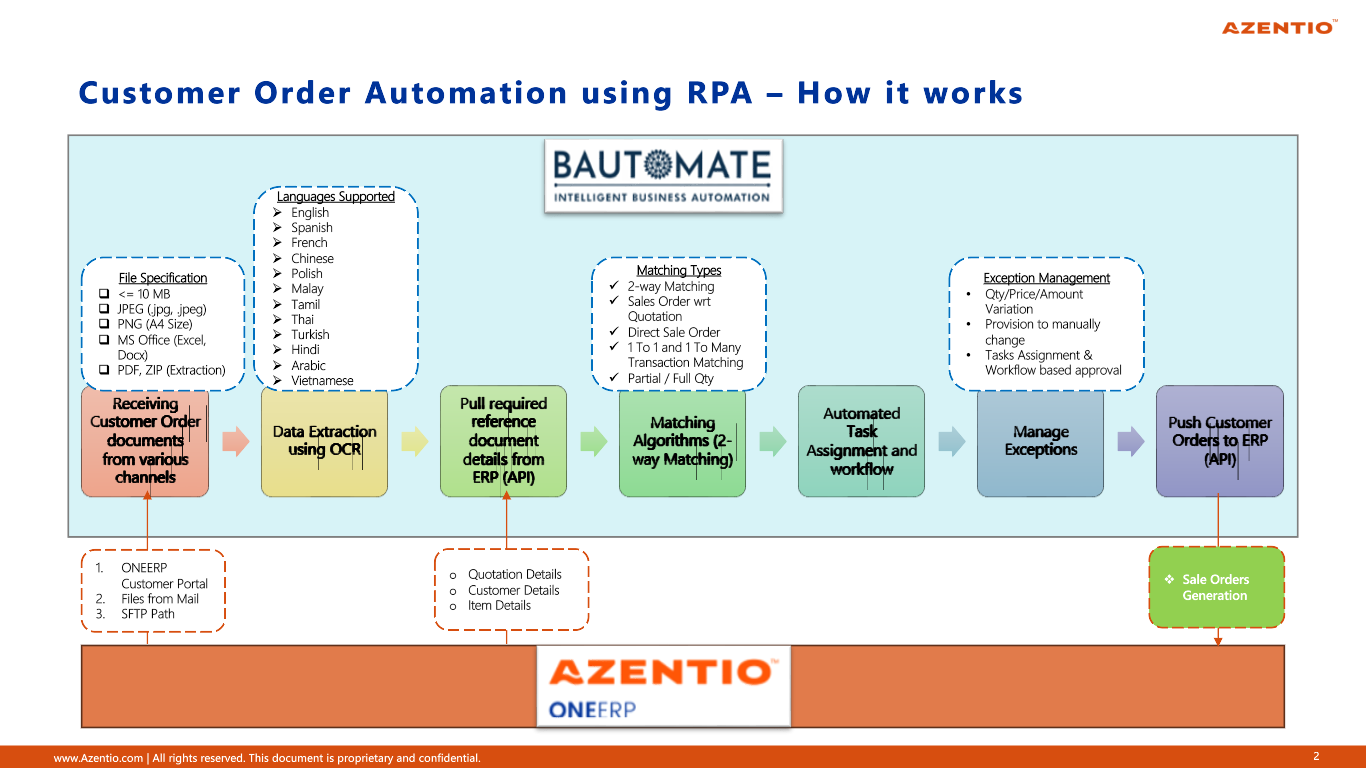 AZENTIO™
Customer Order Automation using RPA – How it works
BAUTOMATE
INTELLIGENT BUSINESS AUTOMATION
Languages Supported
English
Spanish
French
Chinese
Polish
Malay
Tamil
Thai
Turkish
Hindi
Arabic
Vietnamese
File Specification
<= 10 MB
JPEG (.jpg, .jpeg)
PNG (A4 Size)
MS Office (Excel,
Docx)
PDF, ZIP (Extraction)
Matching Types
2-way Matching
Sales Order wrt
Quotation
Direct Sale Order
1 To 1 and 1 To Many
Transaction Matching
Partial / Full Qty
Exception Management
Qty/Price/Amount
Variation
Provision to manually
change
Tasks Assignment &
Workflow based approval
Receiving
Customer Order
documents
from various
channels
Data Extraction
using OCR
Pull required
reference
document
details from
ERP (API)
Matching
Algorithms (2-
way Matching)
Automated
Task
Assignment and
workflow
Manage
Exceptions
Push Customer
Orders to ERP
(API)
1. ONEERP
Customer Portal
2. Files from Mail
3. SFTP Path
Quotation Details
Customer Details
Item Details
Sale Orders
Generation
AZENTIO™
ONEERP
www.Azentio.com | All rights reserved. This document is proprietary and confidential.
2